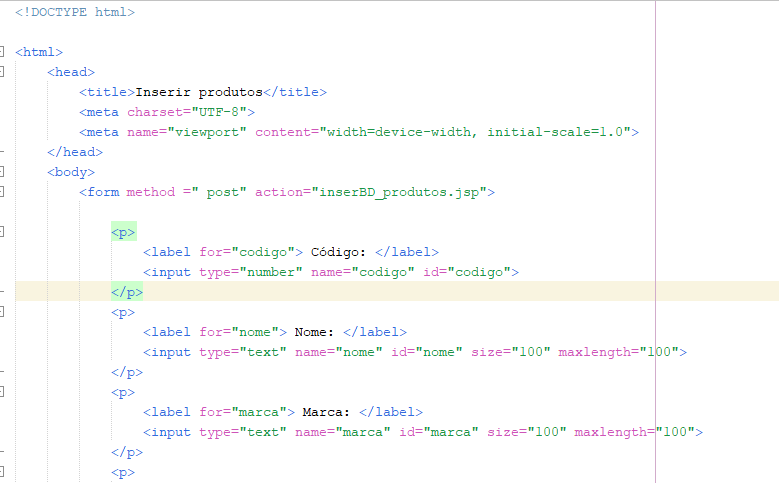 <!DOCTYPE html>
<html>
<head>
<title>Inserir produtos</title>
<meta charset="UTF-8">
<meta name="viewport" content="width=device-width, initial-scale=1.0">
</head>
<body>
<form method =" post" action="inserBD_produtos.jsp">
<p>
<label for="codigo"> Código: </label>
<input type="number" name="codigo" id="codigo">
</p>
<p>
<label for="nome"> Nome: </label>
<input type="text" name="nome" id="nome" size="100" maxlength="100">
</p>
<p>
<label for="marca"> Marca: </label>
<input type="text" name="marca" id="marca" size="100" maxlength="100">
</p>
<p>